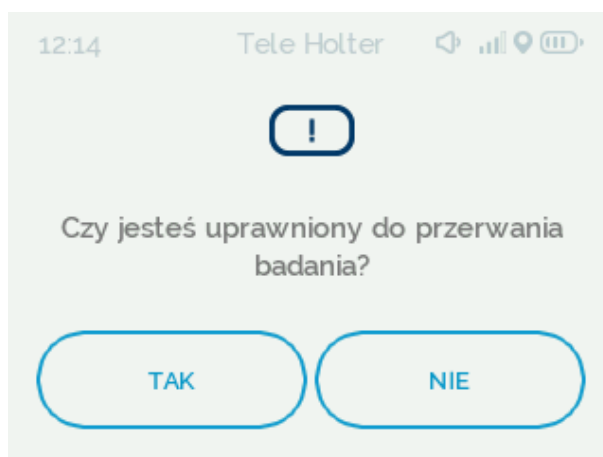 12:14 Tele Holter
!
Czy jesteś uprawniony do przerwania
badania?
TAK NIE